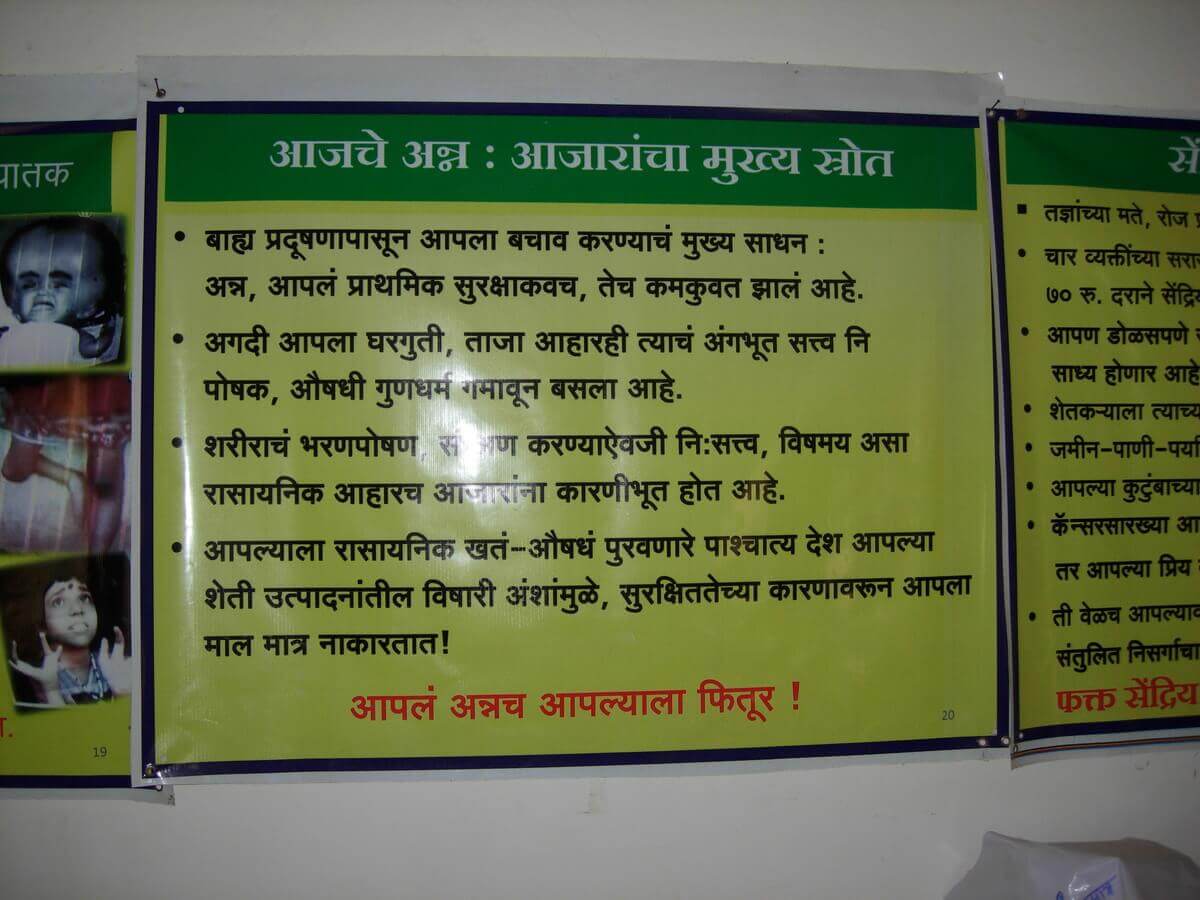 घातक
19
आजचे अन्न : आजारांचा मुख्य स्रोत
• बाह्य प्रदूषणापासून आपला बचाव करण्याचं मुख्य साधन :
अन्न, आपलं प्राथमिक सुरक्षाकवच, तेच कमकुवत झालं आहे.
• अगदी आपला घरगुती, ताजा आहारही त्याचं अंगभूत सत्त्व नि
पोषक, औषधी गुणधर्म गमावून बसला आहे.
• शरीराचं भरणपोषण, करण्याऐवजी नि:सत्त्व, विषमय असा
रासायनिक आहारच आजारांना कारणीभूत होत आहे.
• आपल्याला रासायनिक खतं-औषधं पुरवणारे पाश्चात्य देश आपल्या
शेती उत्पादनांतील विषारी अंशांमुळे, सुरक्षिततेच्या कारणावरून आपला
माल मात्र नाकारतात!
आपलं अन्नच आपल्याला फितूर !
20
▪ तज्ञांच्या मते, रोज
• चार व्यक्तींच्या
७० रु. दराने
• आपण डोळसपणे
साध्य होणार आहे
• शेतकऱ्याला त्याच्या
• जमीन-पाणी
• आपल्या कुटुंबाच्या
• कॅन्सरसारख्या
तर आपल्या प्रिय
• ती वेळच
संतुलित निसर्गाचा
फक्त सेंद्रिय